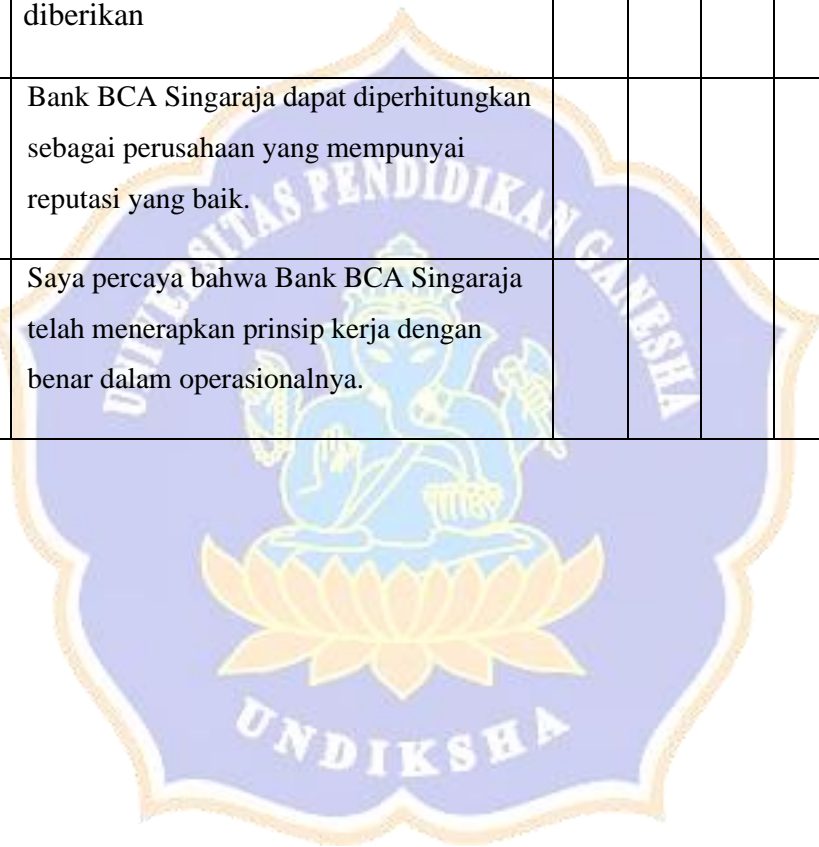 diberikan
Bank BCA Singaraja dapat diperhitungkan
sebagai perusahaan yang mempunyai
reputasi yang baik.
Saya percaya bahwa Bank BCA Singaraja
telah menerapkan prinsip kerja dengan
benar dalam operasionalnya.
UNIVERSITAS PENDIDIKAN GANESHA
UNDIKSHA